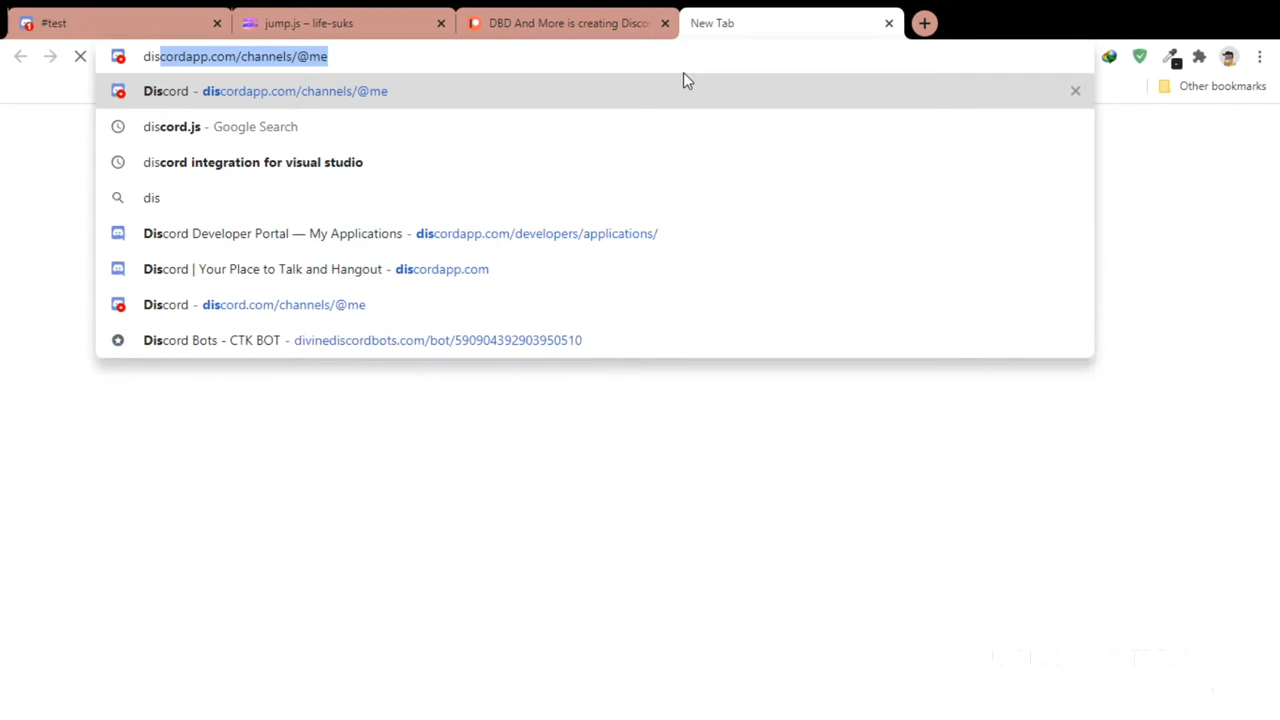 #test
jump.js – life-suks
DBD And More is creating Disco
New Tab
discordapp.com/channels/@me
Other bookmarks
Discord - discordapp.com/channels/@me
discord.js - Google Search
discord integration for visual studio
dis
Discord Developer Portal — My Applications - discordapp.com/developers/applications/
Discord | Your Place to Talk and Hangout - discordapp.com
Discord - discord.com/channels/@me
Discord Bots - CTK BOT - divinediscordbots.com/bot/590904392903950510